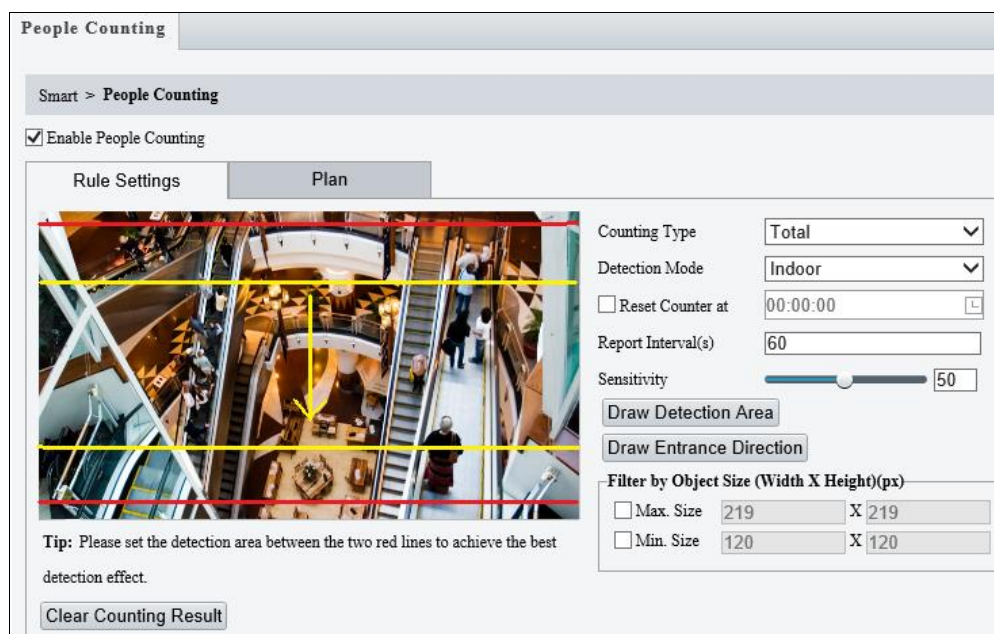 People Counting
Smart > People Counting
Enable People Counting
Rule Settings
Plan
Counting Type
Total
Detection Mode
Indoor
Reset Counter at
00:00:00
Report Interval(s)
60
Sensitivity
50
Draw Detection Area
Draw Entrance Direction
Filter by Object Size (Width X Height)(px)
Max. Size 219 X 219
Min. Size 120 X 120
Tip: Please set the detection area between the two red lines to achieve the best
detection effect.
Clear Counting Result